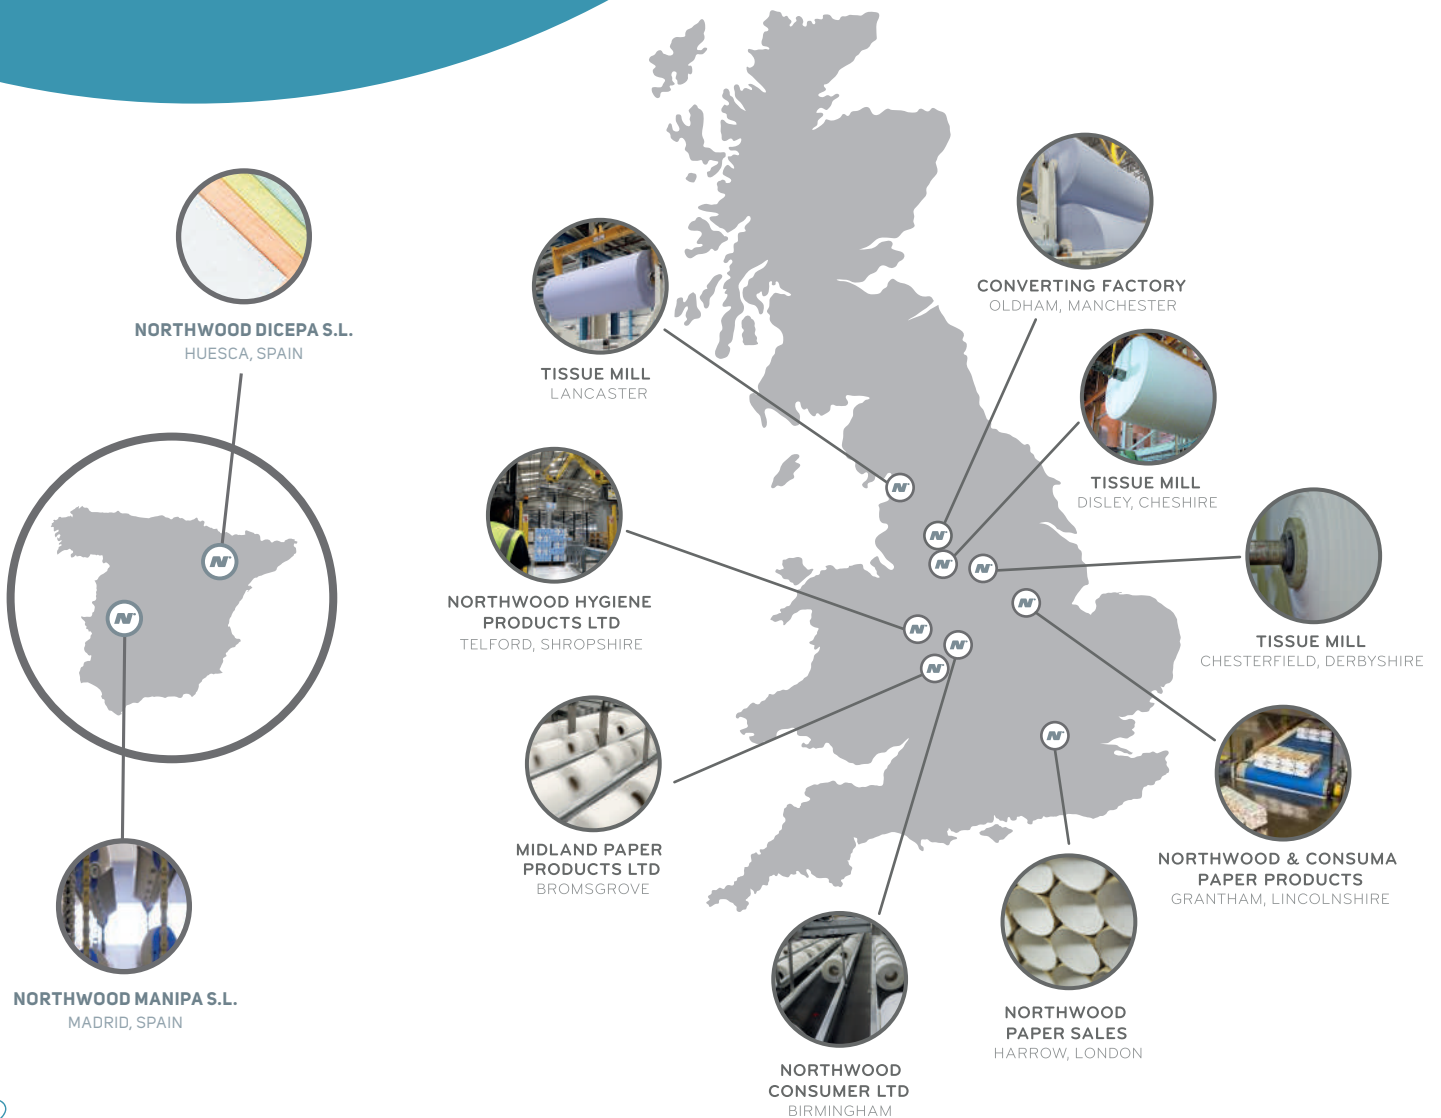 NORTHWOOD DICEPA S.L.
HUESCA, SPAIN
NORTHWOOD MANIPA S.L.
MADRID, SPAIN
TISSUE MILL
LANCASTER
NORTHWOOD HYGIENE
PRODUCTS LTD
TELFORD, SHROPSHIRE
MIDLAND PAPER
PRODUCTS LTD
BROMSGROVE
CONVERTING FACTORY
OLDHAM, MANCHESTER
TISSUE MILL
DISLEY, CHESHIRE
TISSUE MILL
CHESTERFIELD, DERBYSHIRE
NORTHWOOD & CONSUMA
PAPER PRODUCTS
GRANTHAM, LINCOLNSHIRE
NORTHWOOD
PAPER SALES
HARROW, LONDON
NORTHWOOD
CONSUMER LTD
BIRMINGHAM
N
N
N
N
N
N
N
N
N
N
N